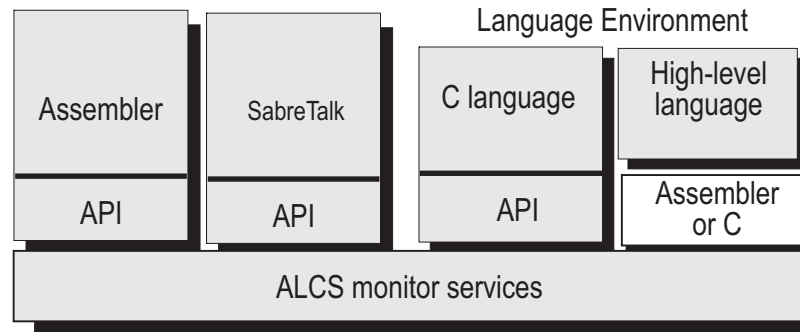 Language Environment
Assembler
SabreTalk
C language
High-level
language
API
API
API
Assembler
or C
ALCS monitor services